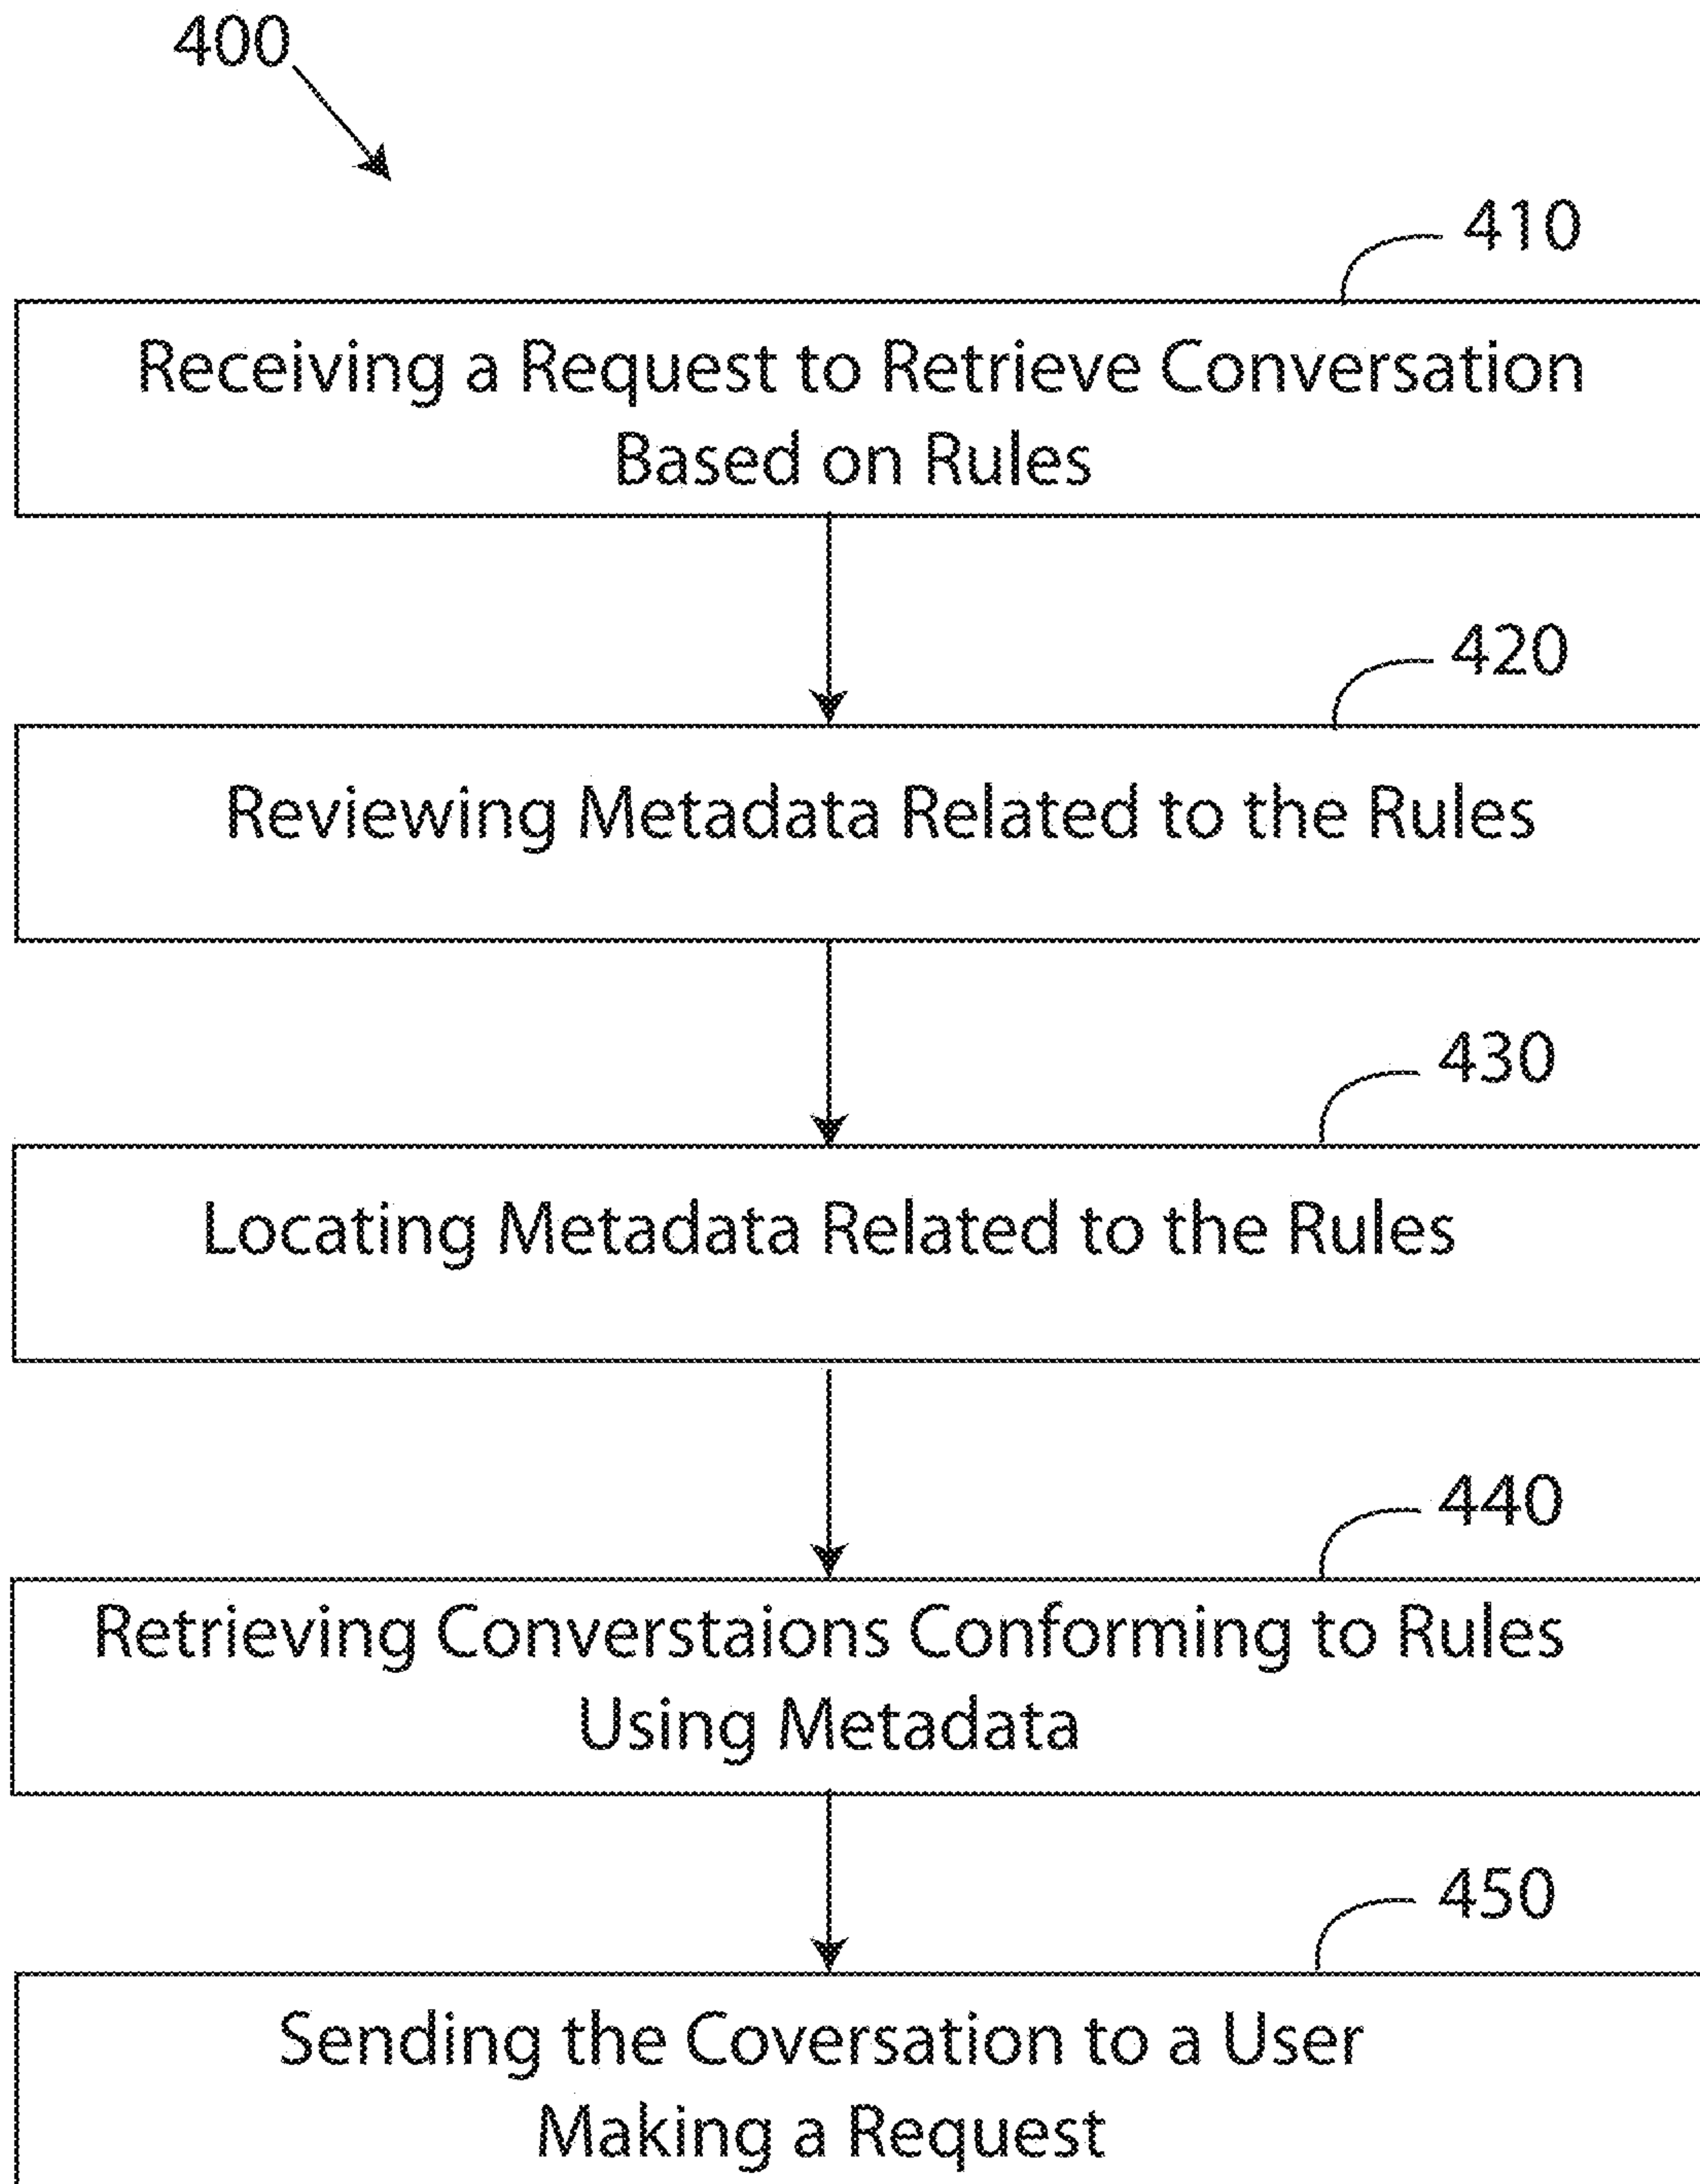 400
410
Receiving a Request to Retrieve Conversation
Based on Rules
420
Reviewing Metadata Related to the Rules
430
Locating Metadata Related to the Rules
440
Retrieving Converstaions Conforming to Rules
Using Metadata
450
Sending the Coversation to a User
Making a Request